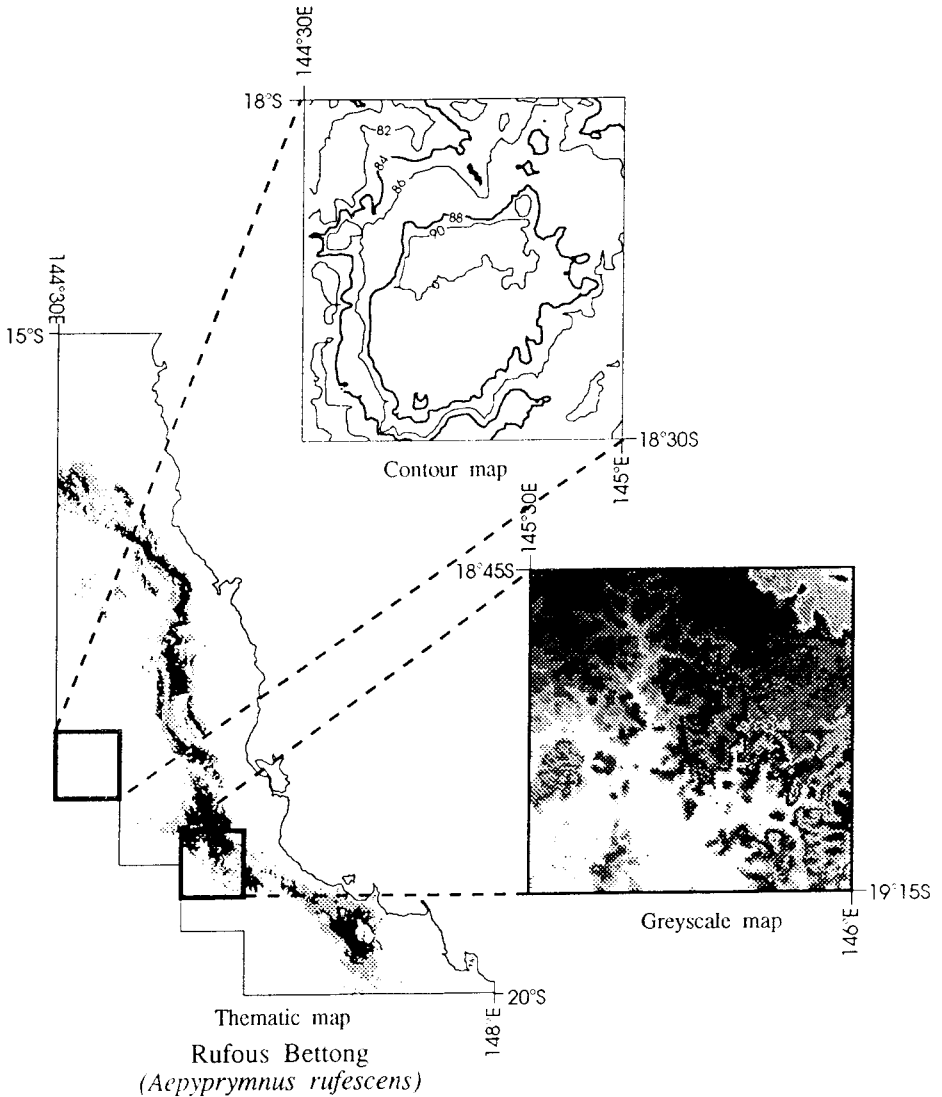 144°30E
18°S
82
84
86
88
90
18°30S
145°E
Contour map
144°30E
15°S
145°30E
18°45S
19°15S
146°E
Greyscale map
20°S
148°E
Thematic map
Rufous Bettong
(Aepyprymnus rufescens)